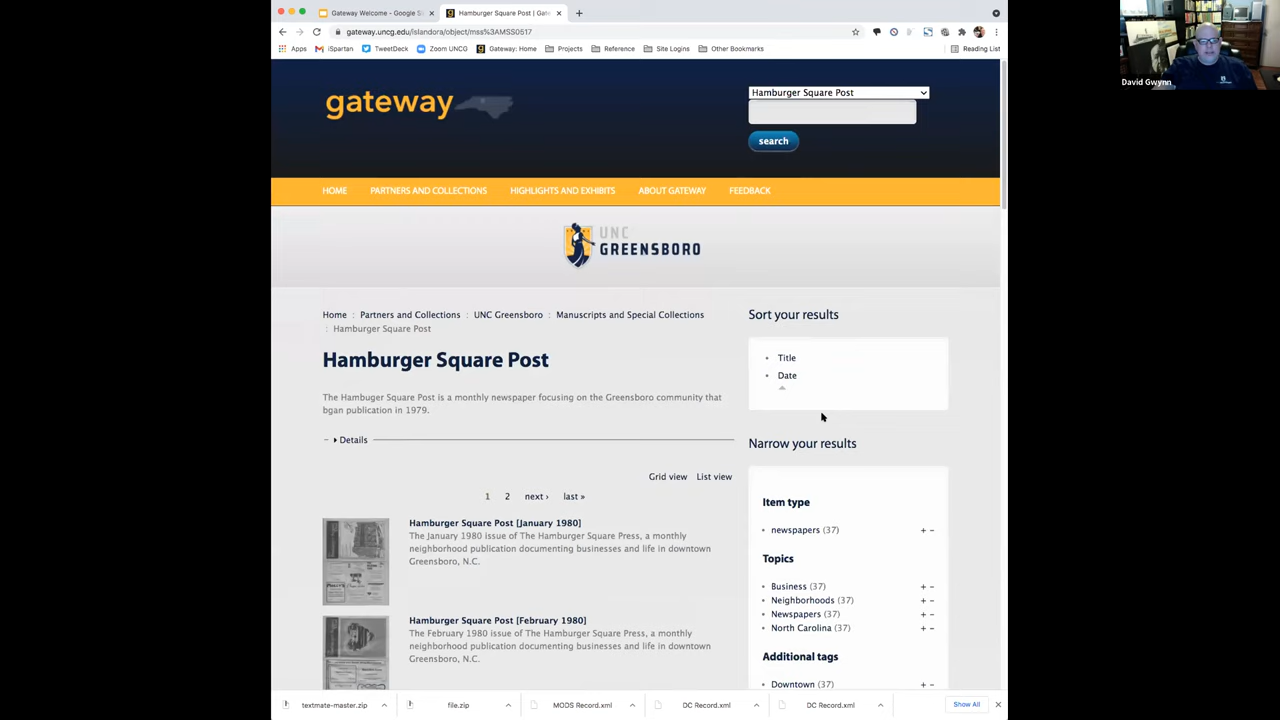 Gateway Welcome - Google S
Hamburger Square Post | Gate
gateway.uncg.edu/islandora/object/mss%3AMSS0517
Apps
iSpartan
TweetDeck
Zoom UNCG
Gateway: Home
Projects
Reference
Site Logins
Other Bookmarks
Reading List
David Gwynn
gateway
Hamburger Square Post
search
HOME
PARTNERS AND COLLECTIONS
HIGHLIGHTS AND EXHIBITS
ABOUT GATEWAY
FEEDBACK
UNC
GREENSBORO
Home : Partners and Collections : UNC Greensboro : Manuscripts and Special Collections
: Hamburger Square Post
Hamburger Square Post
The Hambuger Square Post is a monthly newspaper focusing on the Greensboro community that
bgan publication in 1979.
Details
Grid view List view
1 2 next › last »
Hamburger Square Post [January 1980]
The January 1980 issue of The Hamburger Square Press, a monthly
neighborhood publication documenting businesses and life in downtown
Greensboro, N.C.
Hamburger Square Post [February 1980]
The February 1980 issue of The Hamburger Square Press, a monthly
neighborhood publication documenting businesses and life in downtown
Greensboro, N.C.
Sort your results
Title
Date
Narrow your results
Item type
newspapers (37) + -
Topics
Business (37) + -
Neighborhoods (37) + -
Newspapers (37) + -
North Carolina (37) + -
Additional tags
Downtown (37) + -
textmate-master.zip
file.zip
MODS Record.xml
DC Record.xml
DC Record.xml
Show All